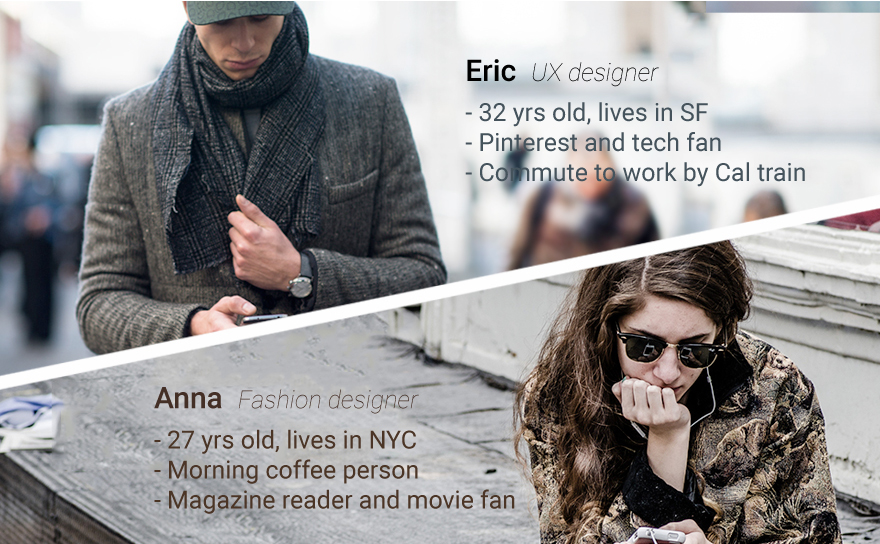 Eric UX designer
- 32 yrs old, lives in SF
- Pinterest and tech fan
- Commute to work by Cal train
Anna Fashion designer
- 27 yrs old, lives in NYC
- Morning coffee person
- Magazine reader and movie fan